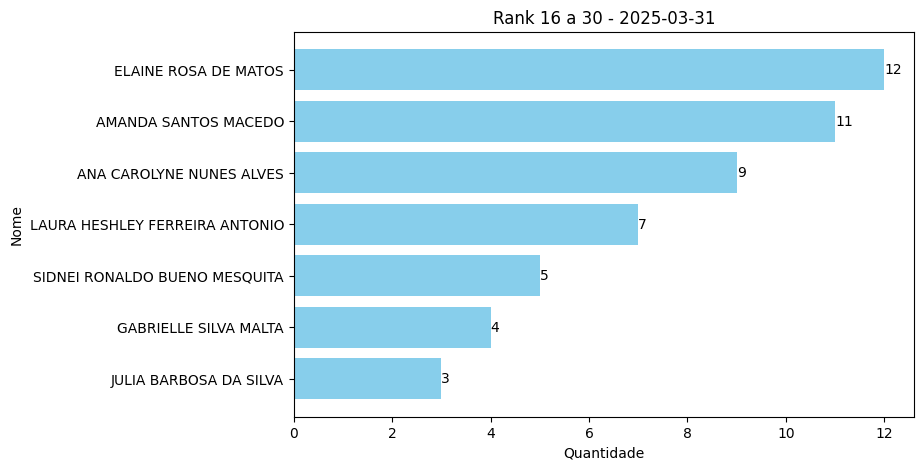 Rank 16 a 30 - 2025-03-31
Nome
ELAINE ROSA DE MATOS 12
AMANDA SANTOS MACEDO 11
ANA CAROLYNE NUNES ALVES 9
LAURA HESHLEY FERREIRA ANTONIO 7
SIDNEI RONALDO BUENO MESQUITA 5
GABRIELLE SILVA MALTA 4
JULIA BARBOSA DA SILVA 3
0 2 4 6 8 10 12
Quantidade